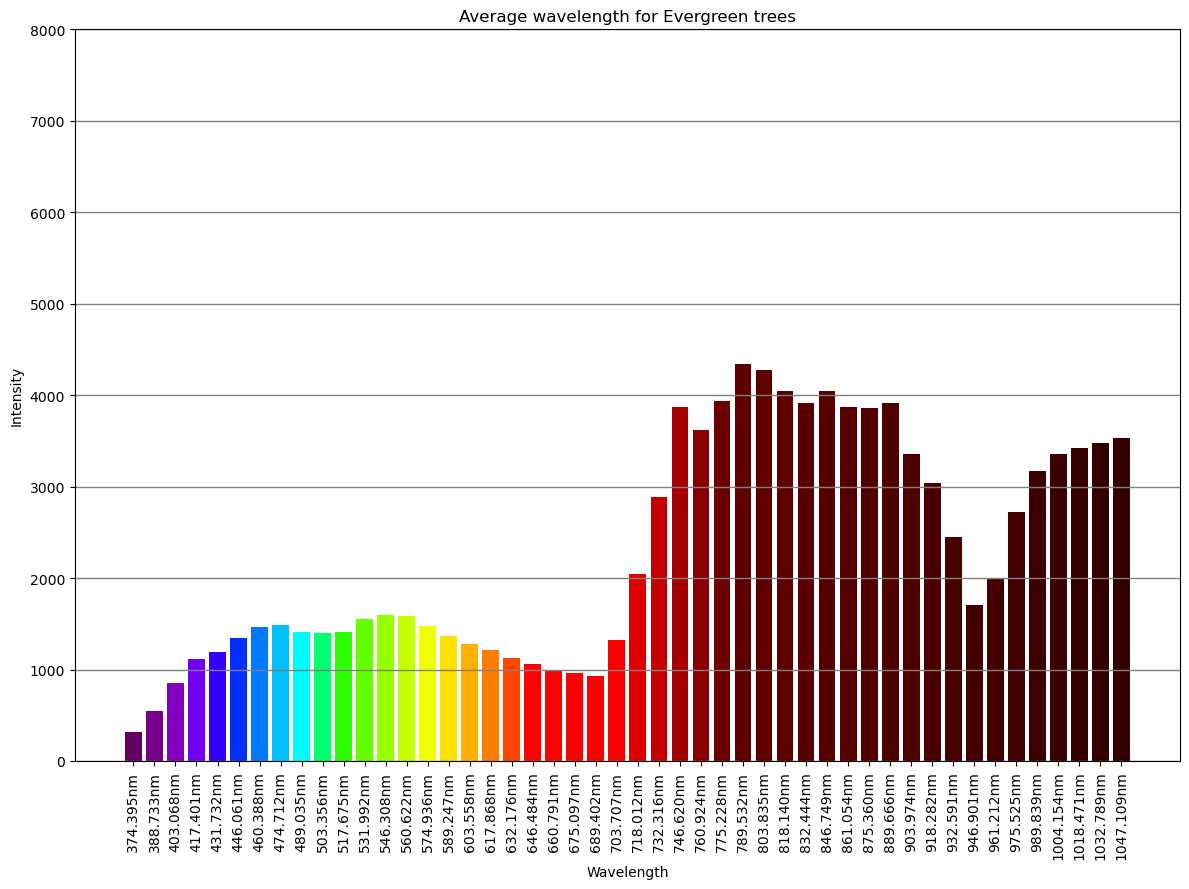 Average wavelength for Evergreen trees
8000
7000
6000
5000
4000
3000
2000
1000
0
Intensity
374.395nm
388.733nm
403.068nm
417.401nm
431.732nm
446.061nm
460.388nm
474.712nm
489.035nm
503.356nm
517.675nm
531.992nm
546.308nm
560.622nm
574.936nm
589.247nm
603.558nm
617.868nm
632.176nm
646.484nm
660.791nm
675.097nm
689.402nm
703.707nm
718.012nm
732.316nm
746.620nm
760.924nm
775.228nm
789.532nm
803.835nm
818.140nm
832.444nm
846.749nm
861.054nm
875.360nm
889.666nm
903.974nm
918.282nm
932.591nm
946.901nm
961.212nm
975.525nm
989.839nm
1004.154nm
1018.471nm
1032.789nm
1047.109nm
Wavelength